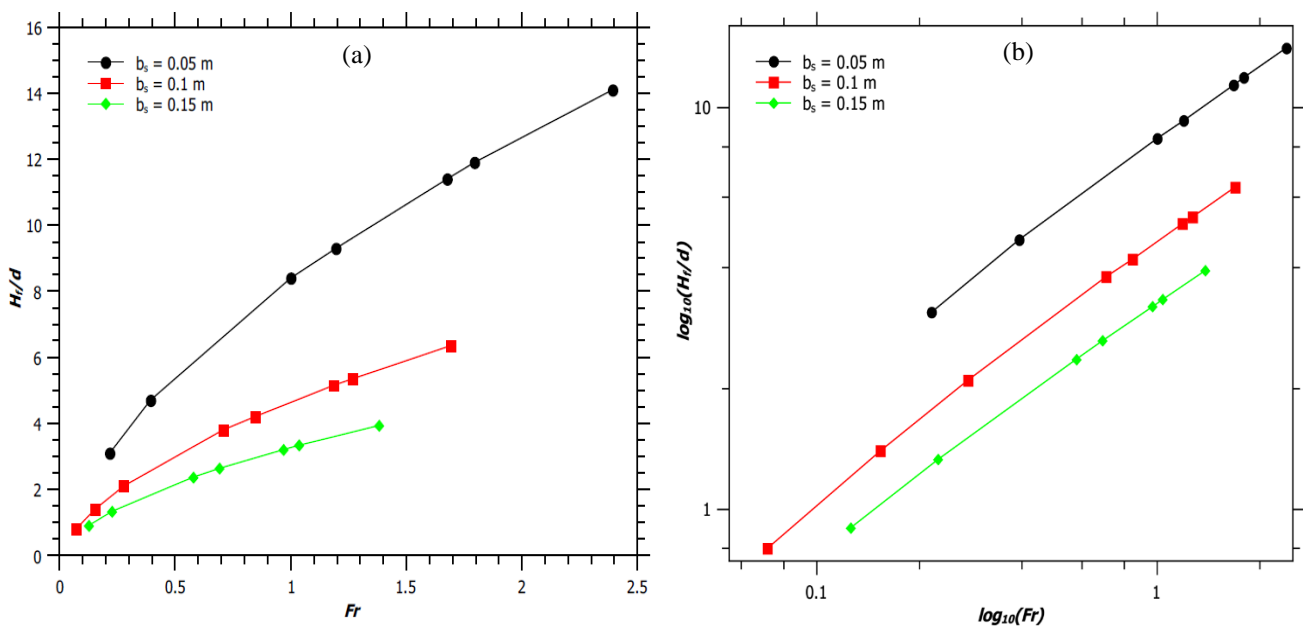 (a)
bₛ = 0.05 m
bₛ = 0.1 m
bₛ = 0.15 m
16
14
12
10
8
6
4
2
0
Hᵣ/d
0
0.5
1
1.5
2
2.5
Fr
(b)
bₛ = 0.05 m
bₛ = 0.1 m
bₛ = 0.15 m
10
1
log₁₀(Hᵣ/d)
0.1
1
log₁₀(Fr)